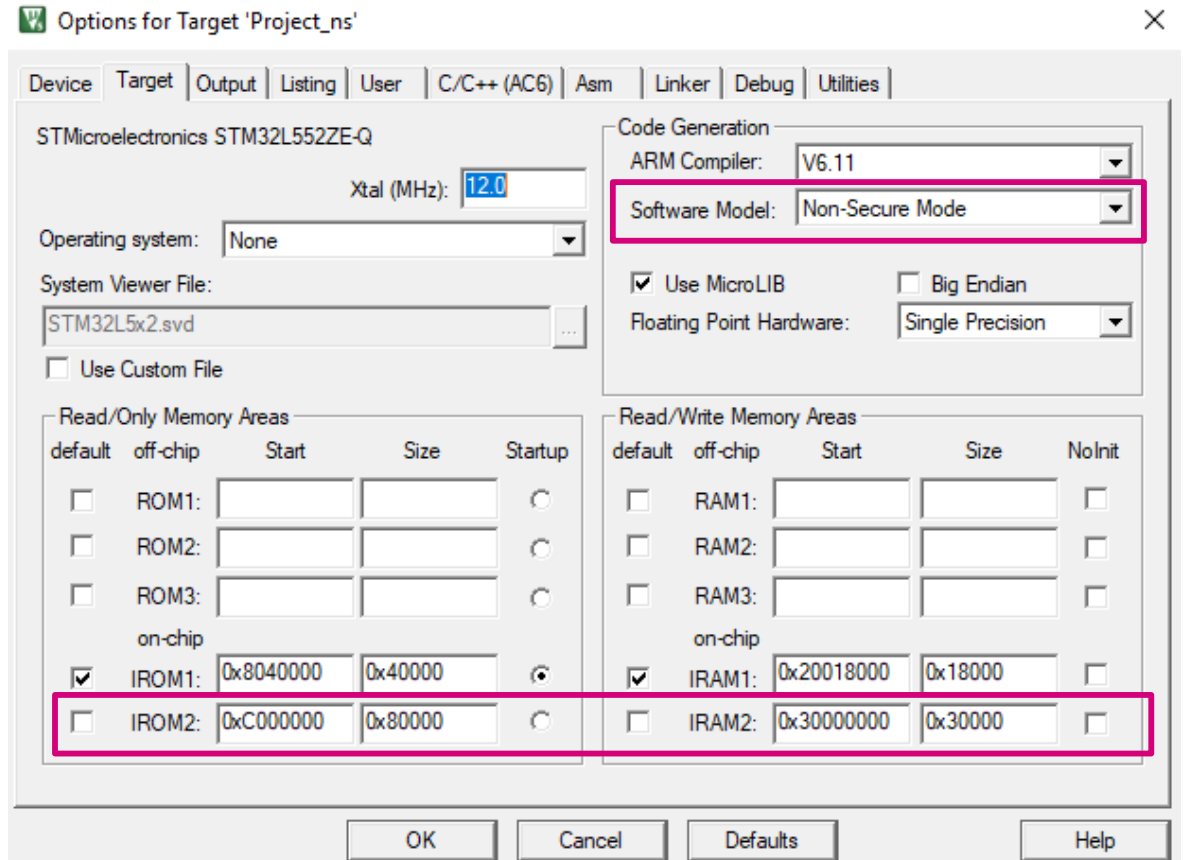 Options for Target 'Project_ns'
Device Target Output Listing User C/C++ (AC6) Asm Linker Debug Utilities
STMicroelectronics STM32L552ZE-Q
Xtal (MHz): 12.0
Operating system: None
System Viewer File:
STM32L5x2.svd ...
Use Custom File
Code Generation
ARM Compiler: V6.11
Software Model: Non-Secure Mode
Use MicroLIB Big Endian
Floating Point Hardware: Single Precision
Read/Only Memory Areas
default off-chip Start Size Startup
ROM1:
ROM2:
ROM3:
on-chip
IROM1: 0x8040000 0x40000
IROM2: 0xC000000 0x80000
Read/Write Memory Areas
default off-chip Start Size NoInit
RAM1:
RAM2:
RAM3:
on-chip
IRAM1: 0x20018000 0x18000
IRAM2: 0x30000000 0x30000
OK Cancel Defaults Help